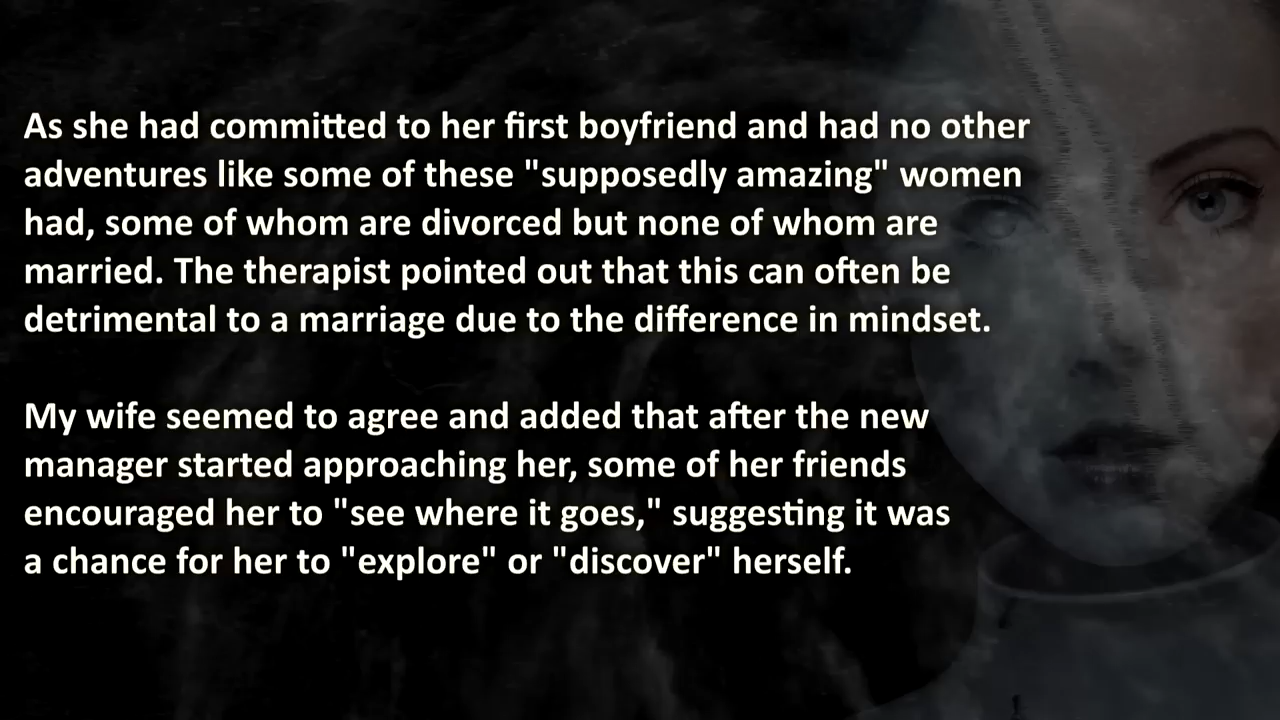 As she had committed to her first boyfriend and had no other
adventures like some of these "supposedly amazing" women
had, some of whom are divorced but none of whom are
married. The therapist pointed out that this can often be
detrimental to a marriage due to the difference in mindset.
My wife seemed to agree and added that after the new
manager started approaching her, some of her friends
encouraged her to "see where it goes," suggesting it was
a chance for her to "explore" or "discover" herself.